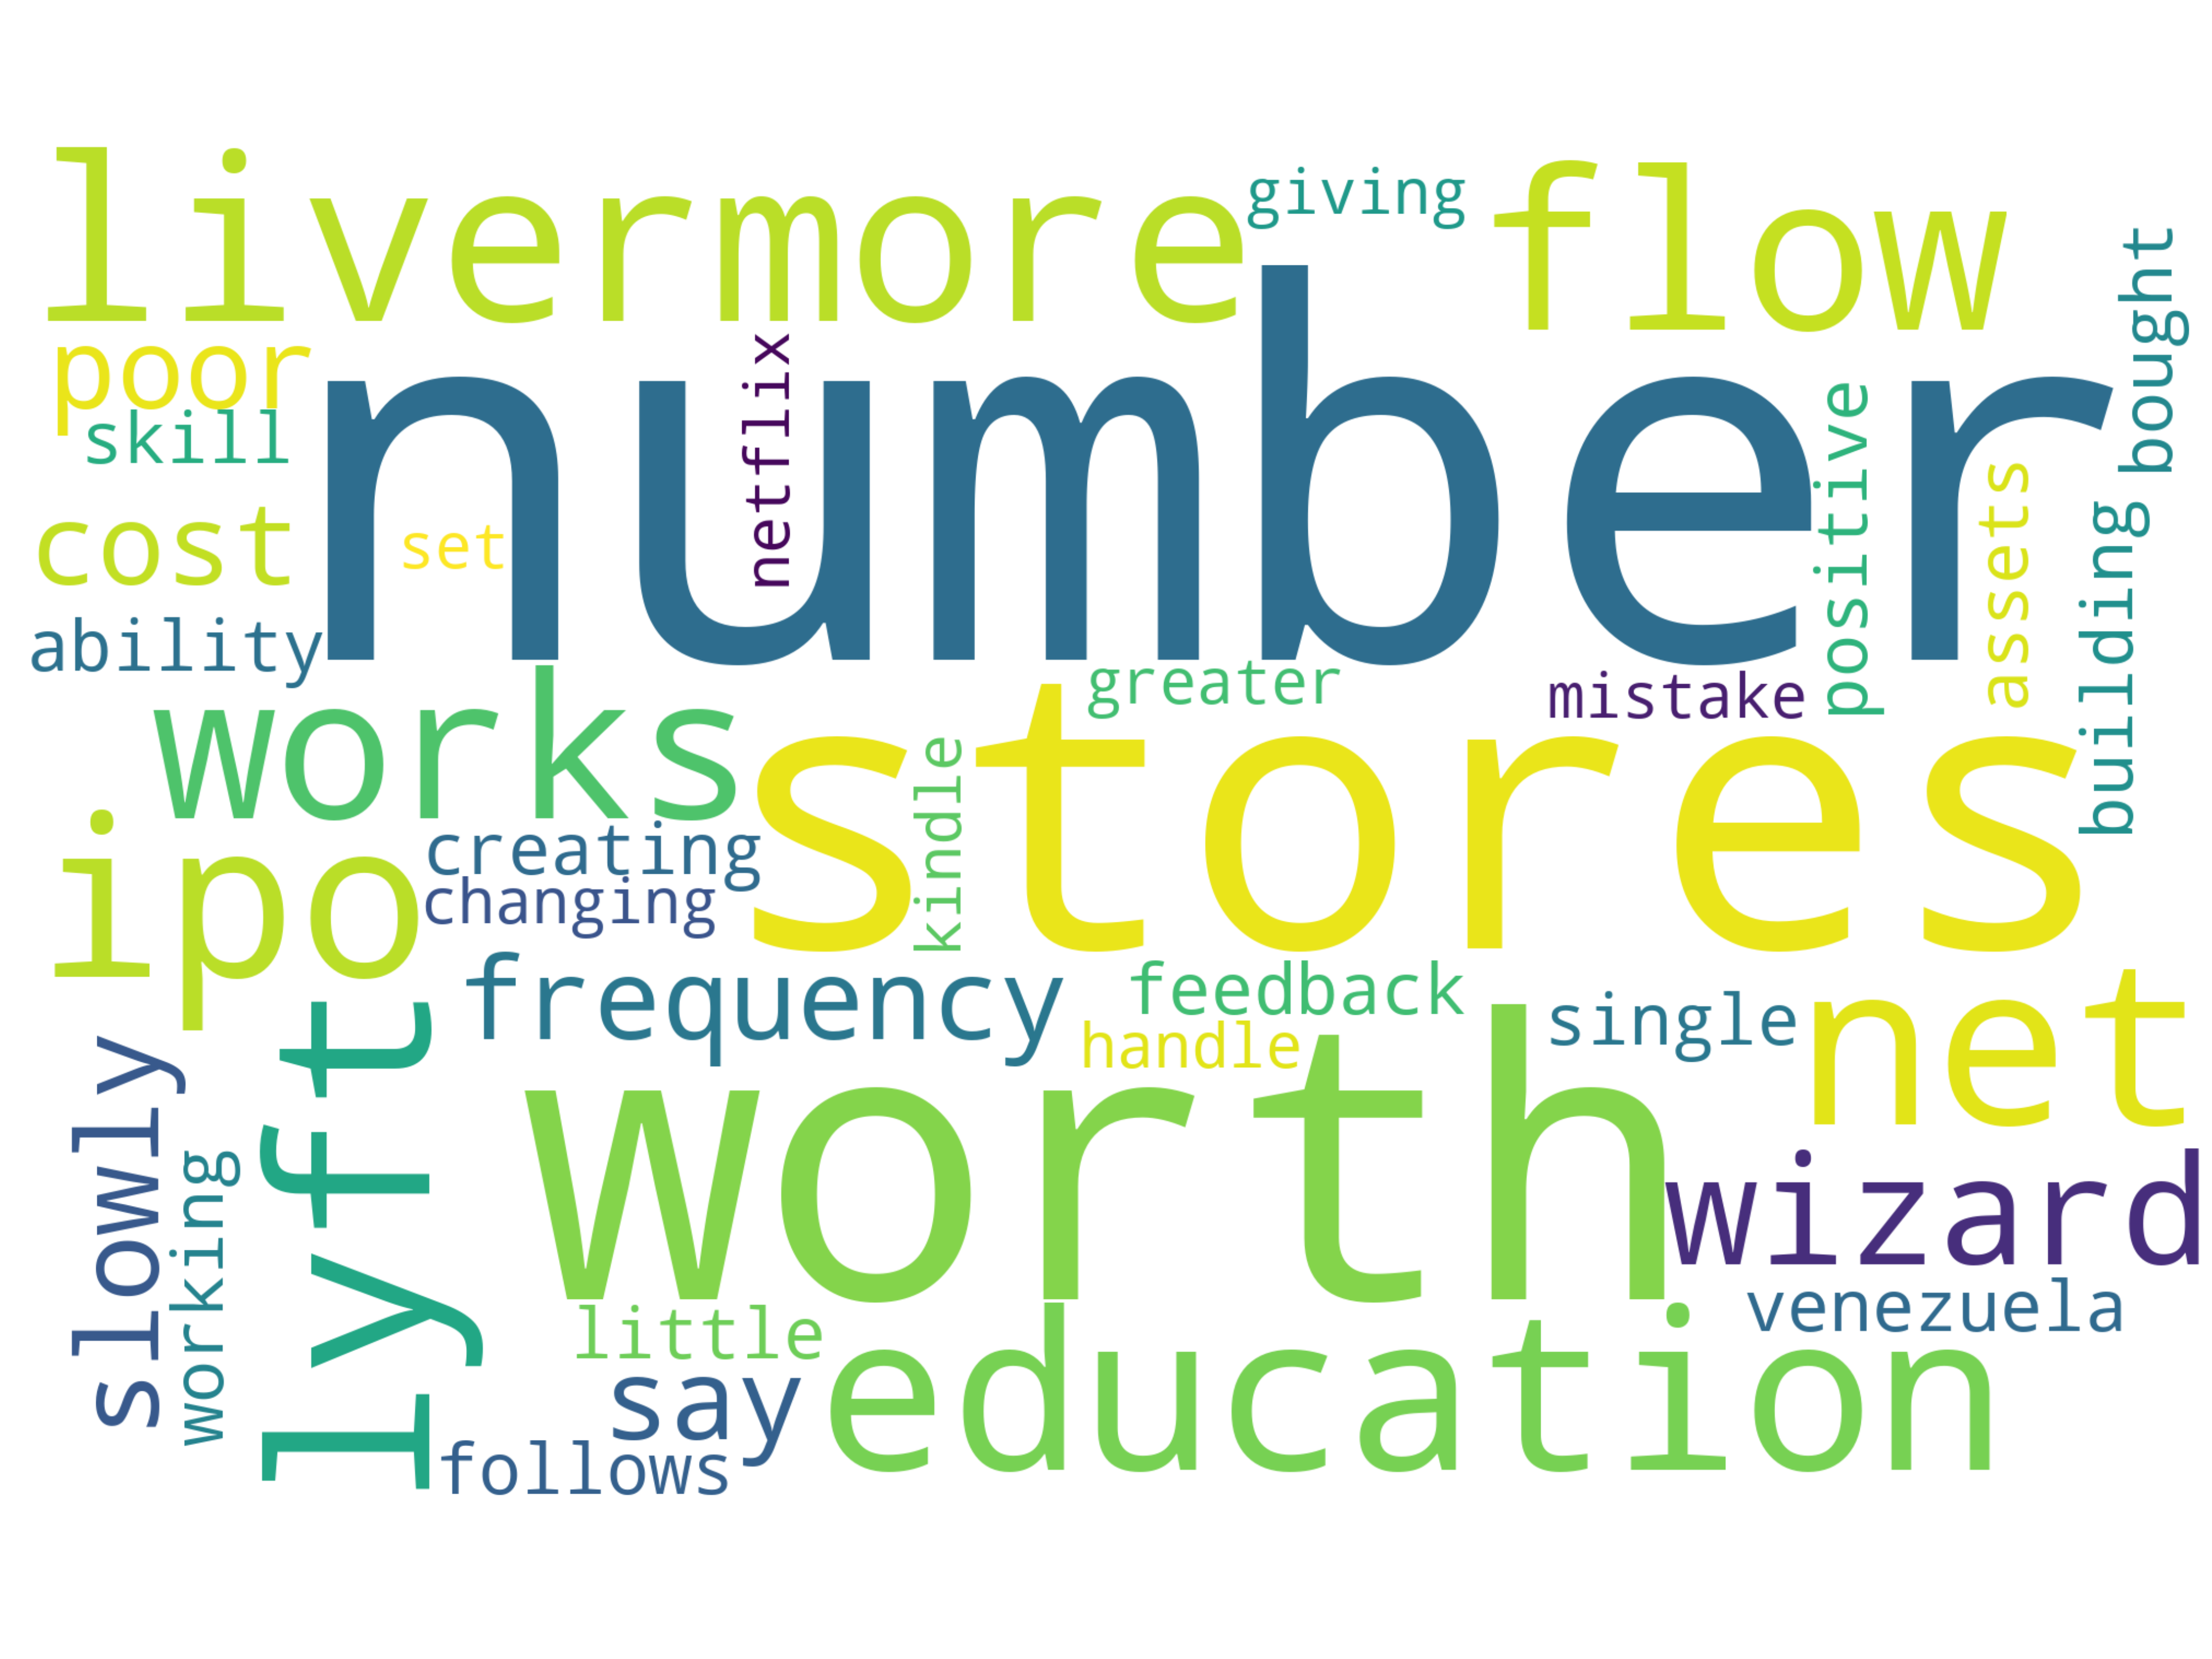 livermore
giving
flow
bought
poor
number
netflix
skill
positive
assets
cost
set
building
ability
works
greater
mistake
stores
kindle
ipo
creating
changing
frequency
feedback
single
net
handle
slowly
lyft
worth
working
wizard
venezuela
little
education
say
follows